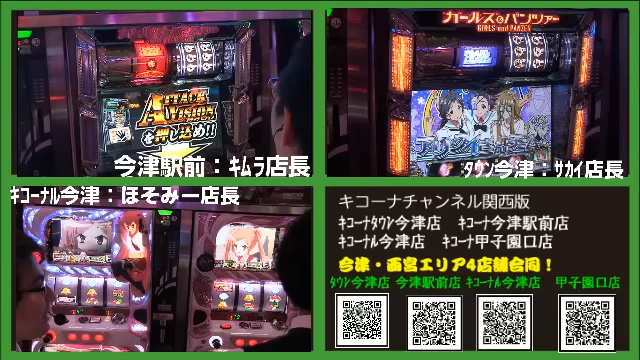 ATTACK
VISION
を押し込め!!
今津駅前：ｷﾑﾗ店長
ガールズ&パンツァー
GIRLS und PANZER
ﾀｳﾝ今津：ｻｶｲ店長
ｷｺｰﾅﾙ今津：ほそみー店長
キコーナチャンネル関西版
ｷｺｰﾅﾀｳﾝ今津店　ｷｺｰﾅ今津駅前店
ｷｺｰﾅﾙ今津店　ｷｺｰﾅ甲子園口店
今津・西宮エリア4店舗合同！
ﾀｳﾝ今津店 今津駅前店 ｷｺｰﾅﾙ今津店　甲子園口店